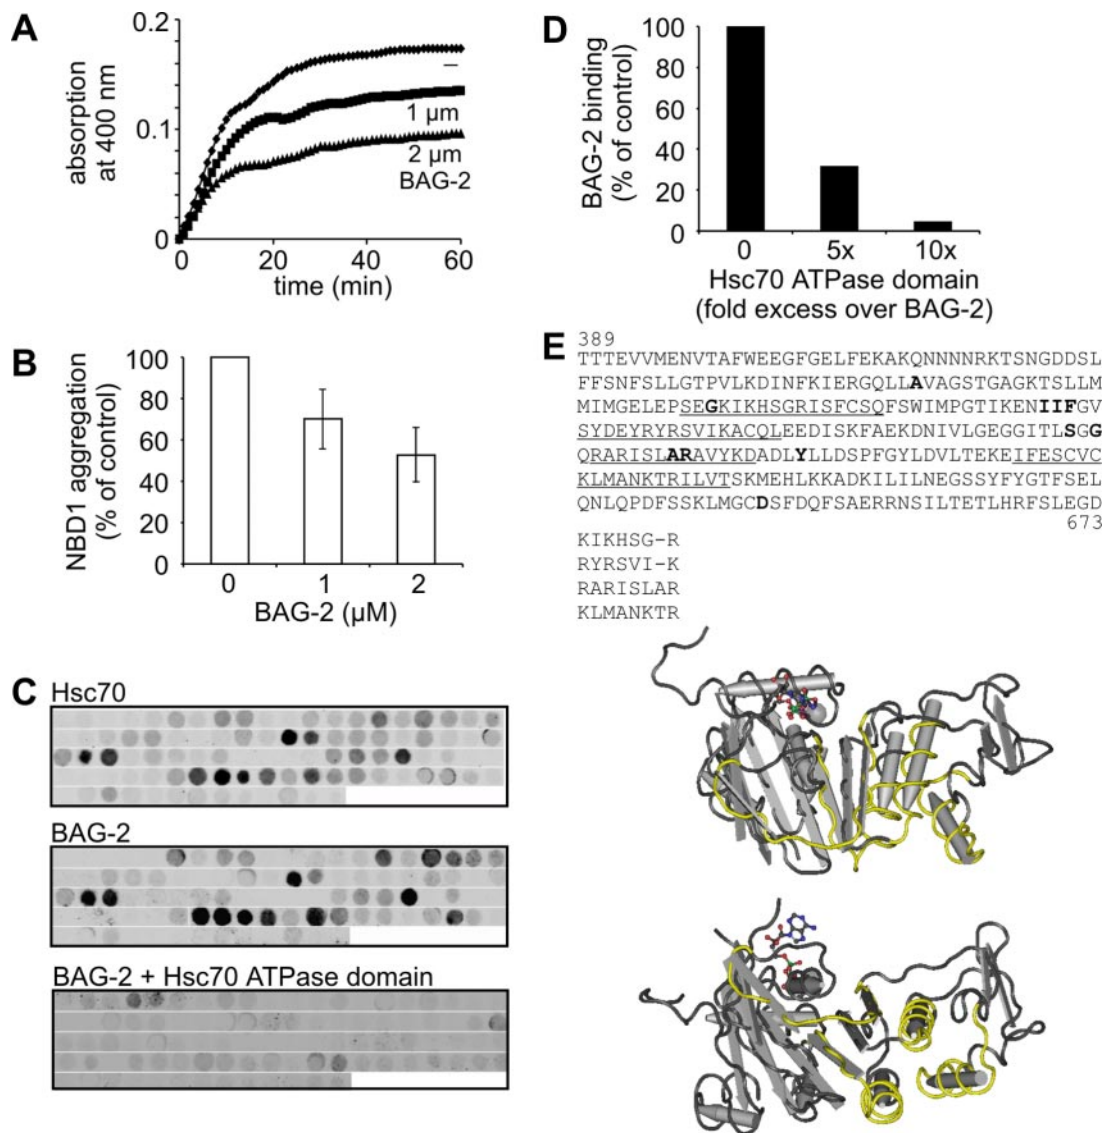 A
0.2
absorption
at 400 nm
0.1
0
–
1 µm
2 µm
BAG-2
0
20
40
60
time (min)
B
NBD1 aggregation
(% of control)
100
80
60
40
20
0
0
1
2
BAG-2 (µM)
C
Hsc70
BAG-2
BAG-2 + Hsc70 ATPase domain
D
BAG-2 binding
(% of control)
100
80
60
40
20
0
0
5x
10x
Hsc70 ATPase domain
(fold excess over BAG-2)
E
389
TTTEVVMENVTAFWEEGFGELFEKAKQNNNNRKTSNGDDSL
FFSNFSLLGTPVLKDINFKIERGQLLAVAGSTGAGKTSLLM
MIMGELEPSEGKIKHSGRISFCSQFSWIMPGTIKENIIFGV
SYDEYRYRSVIKACQLEEDISKFAEKDNIVLGEGGITLSGG
QRARISLARAVYKDADLYLLDSPFGYLDVLTEKEIFESCVC
KLMANKTRILVTSKMEHLKKADKILILNEGSSYFYGTFSEL
QNLQPDFSSKLMGCDSFDQFSAERRNSILTETLHRFSLEGD
673
KIKHSG-R
RYRSVI-K
RARISLAR
KLMANKTR